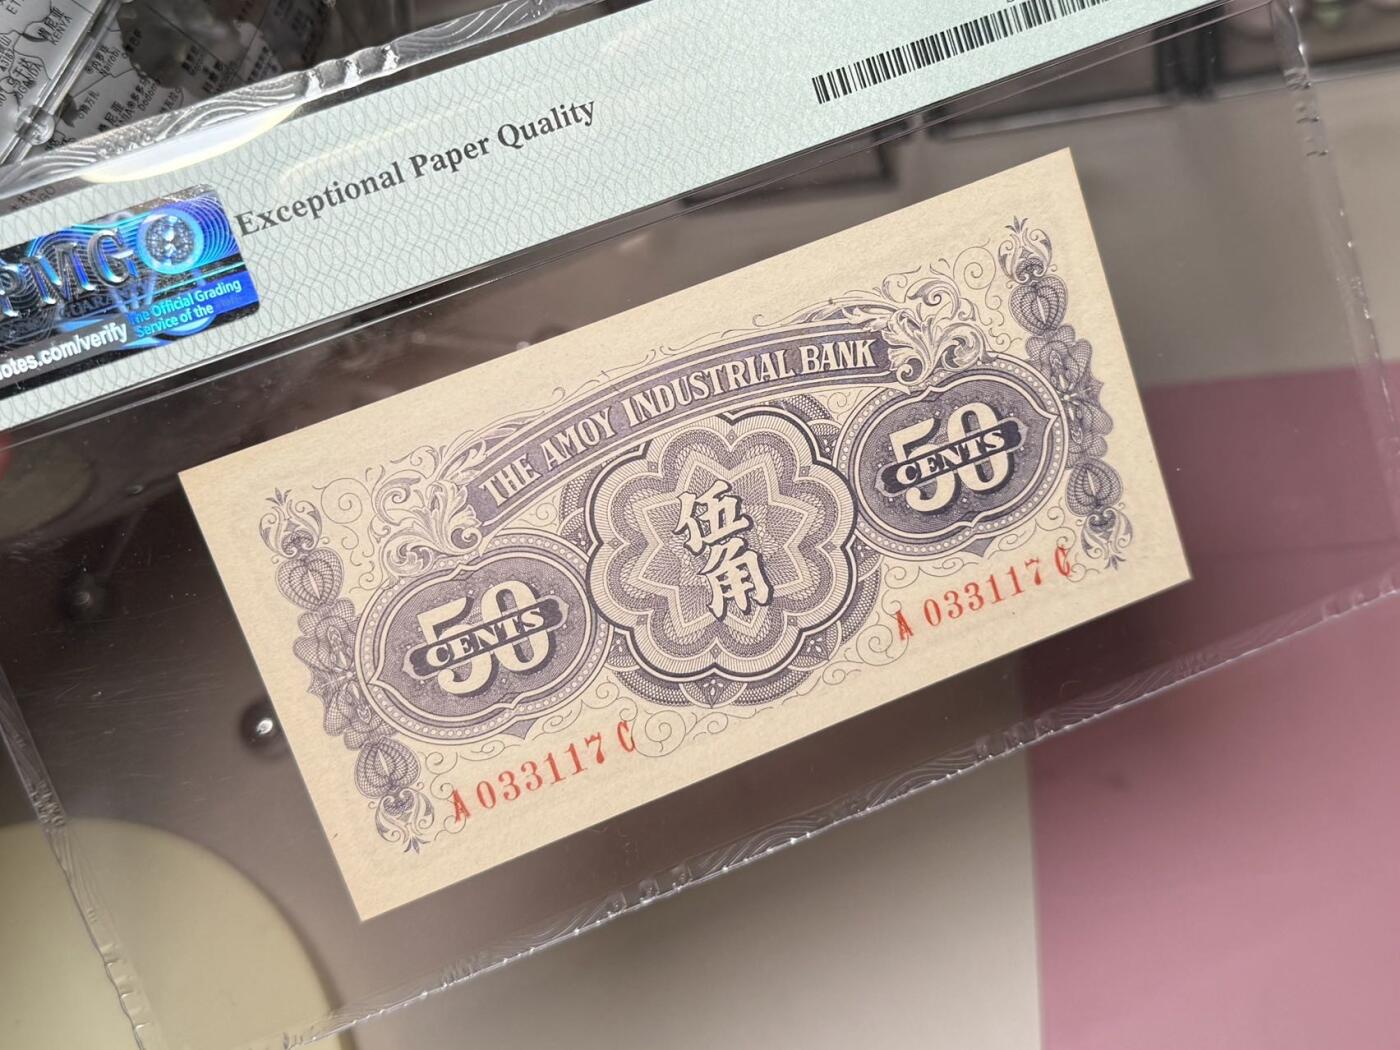 Exceptional Paper Quality
PMG
The Official Grading
Service of the
otes.com/verify
THE AMOY INDUSTRIAL BANK
50
CENTS
伍角
50
CENTS
A 033117 C
A 033117 C